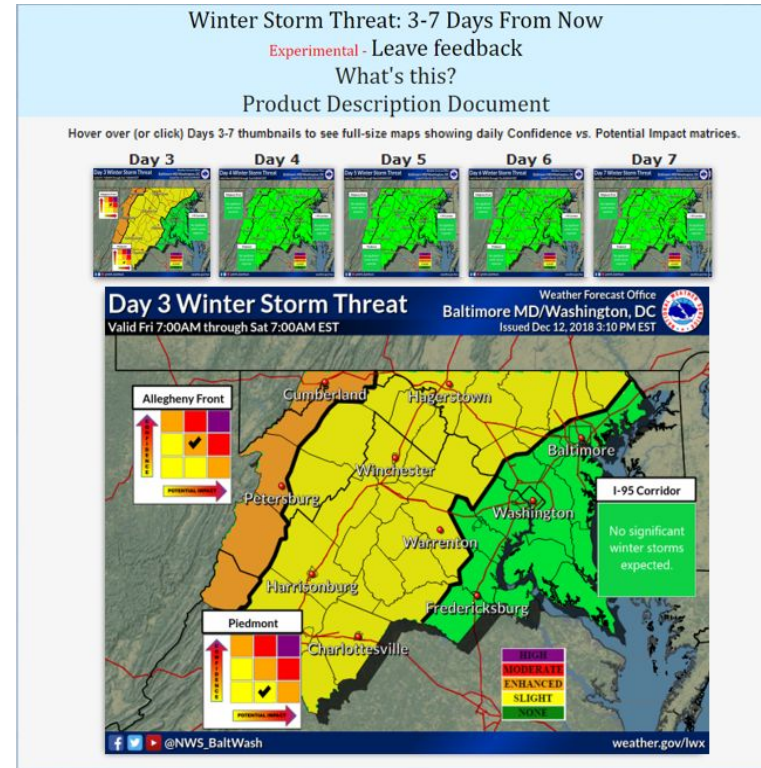 Winter Storm Threat: 3-7 Days From Now
Experimental - Leave feedback
What's this?
Product Description Document
Hover over (or click) Days 3-7 thumbnails to see full-size maps showing daily Confidence vs. Potential Impact matrices.
Day 3 Day 4 Day 5 Day 6 Day 7
Day 3 Winter Storm Threat
Valid Fri 7:00AM through Sat 7:00AM EST
Weather Forecast Office
Baltimore MD/Washington, DC
Issued Dec 12, 2018 3:10 PM EST
Allegheny Front
CONFIDENCE
POTENTIAL IMPACT
Cumberland
Hagerstown
Baltimore
Winchester
Petersburg
Washington
I-95 Corridor
No significant
winter storms
expected.
Warrenton
Harrisonburg
Fredericksburg
Charlottesville
Piedmont
CONFIDENCE
POTENTIAL IMPACT
HIGH
MODERATE
ENHANCED
SLIGHT
NONE
@NWS_BaltWash
weather.gov/lwx